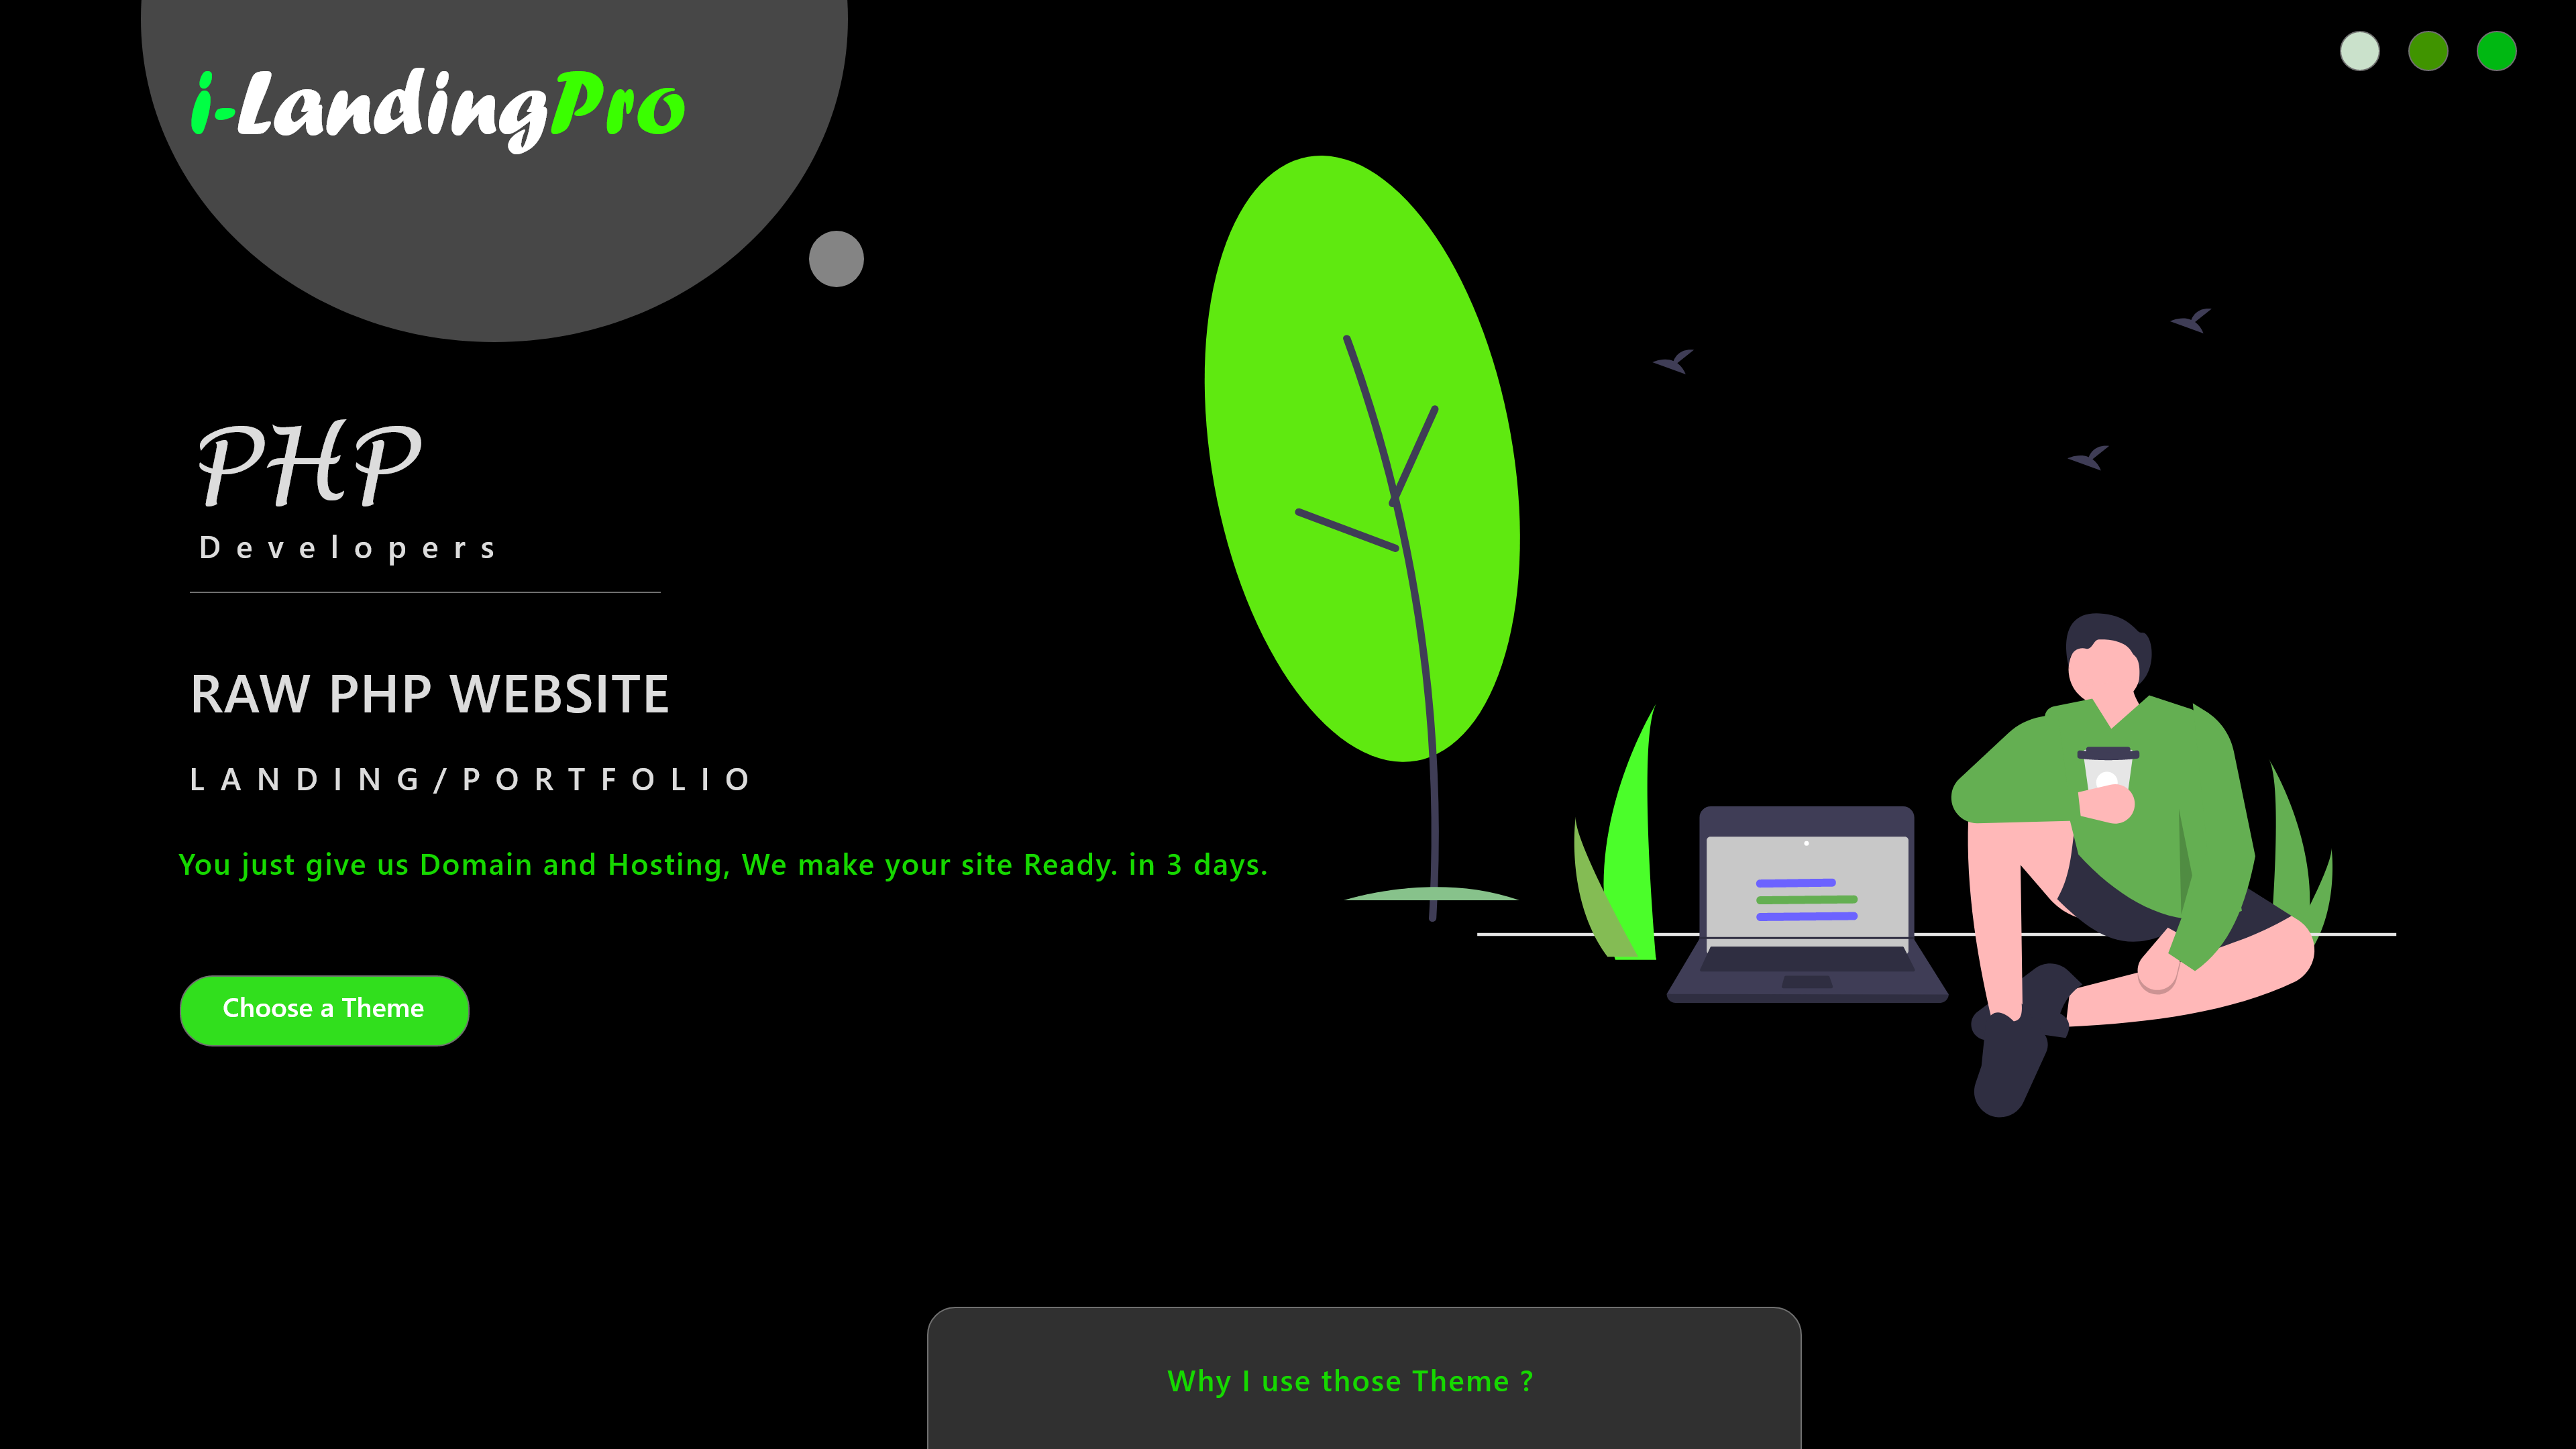 i-LandingPro
PHP
Developers
RAW PHP WEBSITE
LANDING/PORTFOLIO
You just give us Domain and Hosting, We make your site Ready. in 3 days.
Choose a Theme
Why I use those Theme ?